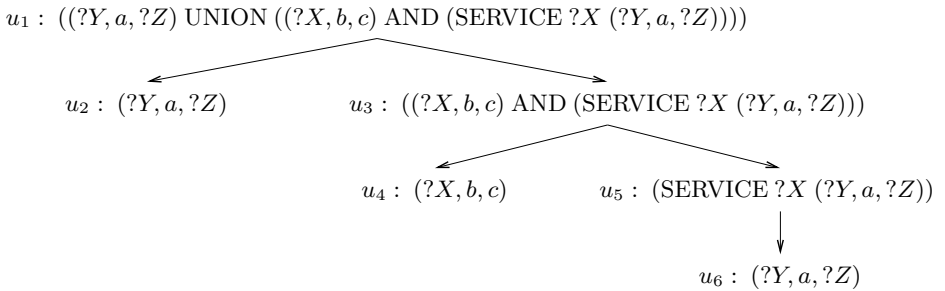 u₁ : ((?Y, a, ?Z) UNION ((?X, b, c) AND (SERVICE ?X (?Y, a, ?Z))))
u₂ : (?Y, a, ?Z)
u₃ : ((?X, b, c) AND (SERVICE ?X (?Y, a, ?Z)))
u₄ : (?X, b, c)
u₅ : (SERVICE ?X (?Y, a, ?Z))
u₆ : (?Y, a, ?Z)